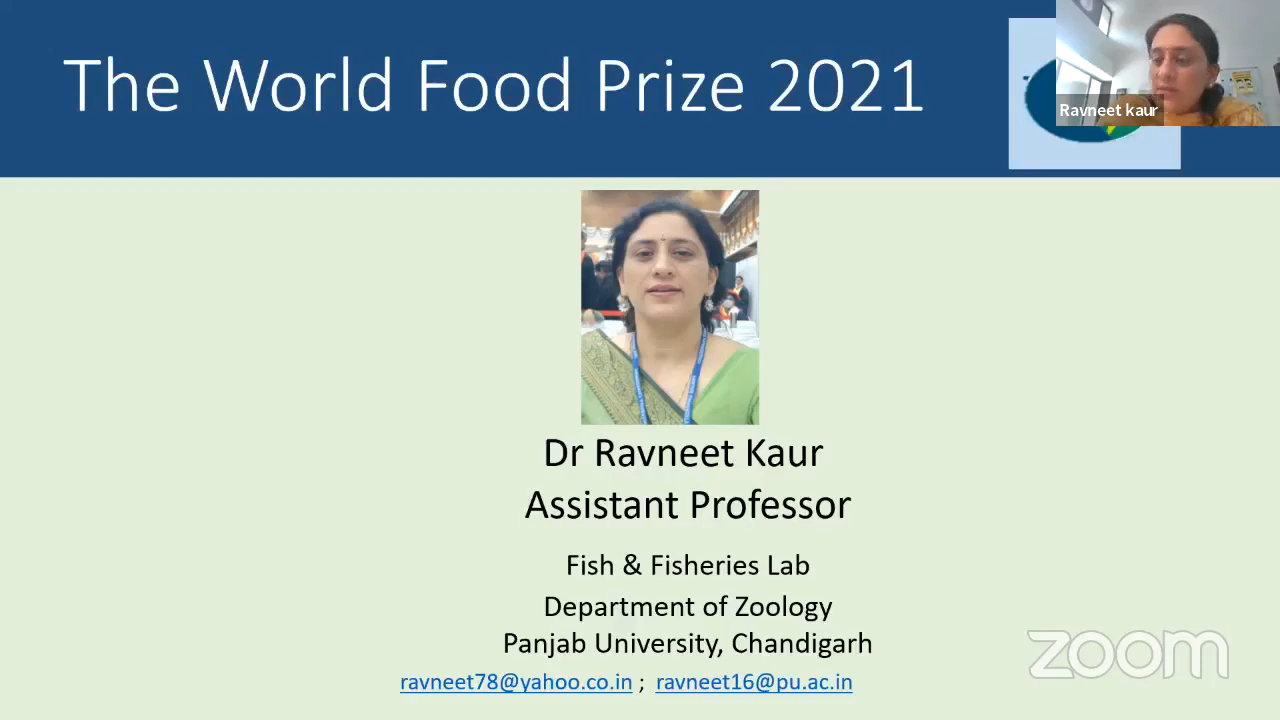 The World Food Prize 2021
Ravneet kaur
Dr Ravneet Kaur
Assistant Professor
Fish & Fisheries Lab
Department of Zoology
Panjab University, Chandigarh
ravneet78@yahoo.co.in ; ravneet16@pu.ac.in
zoom